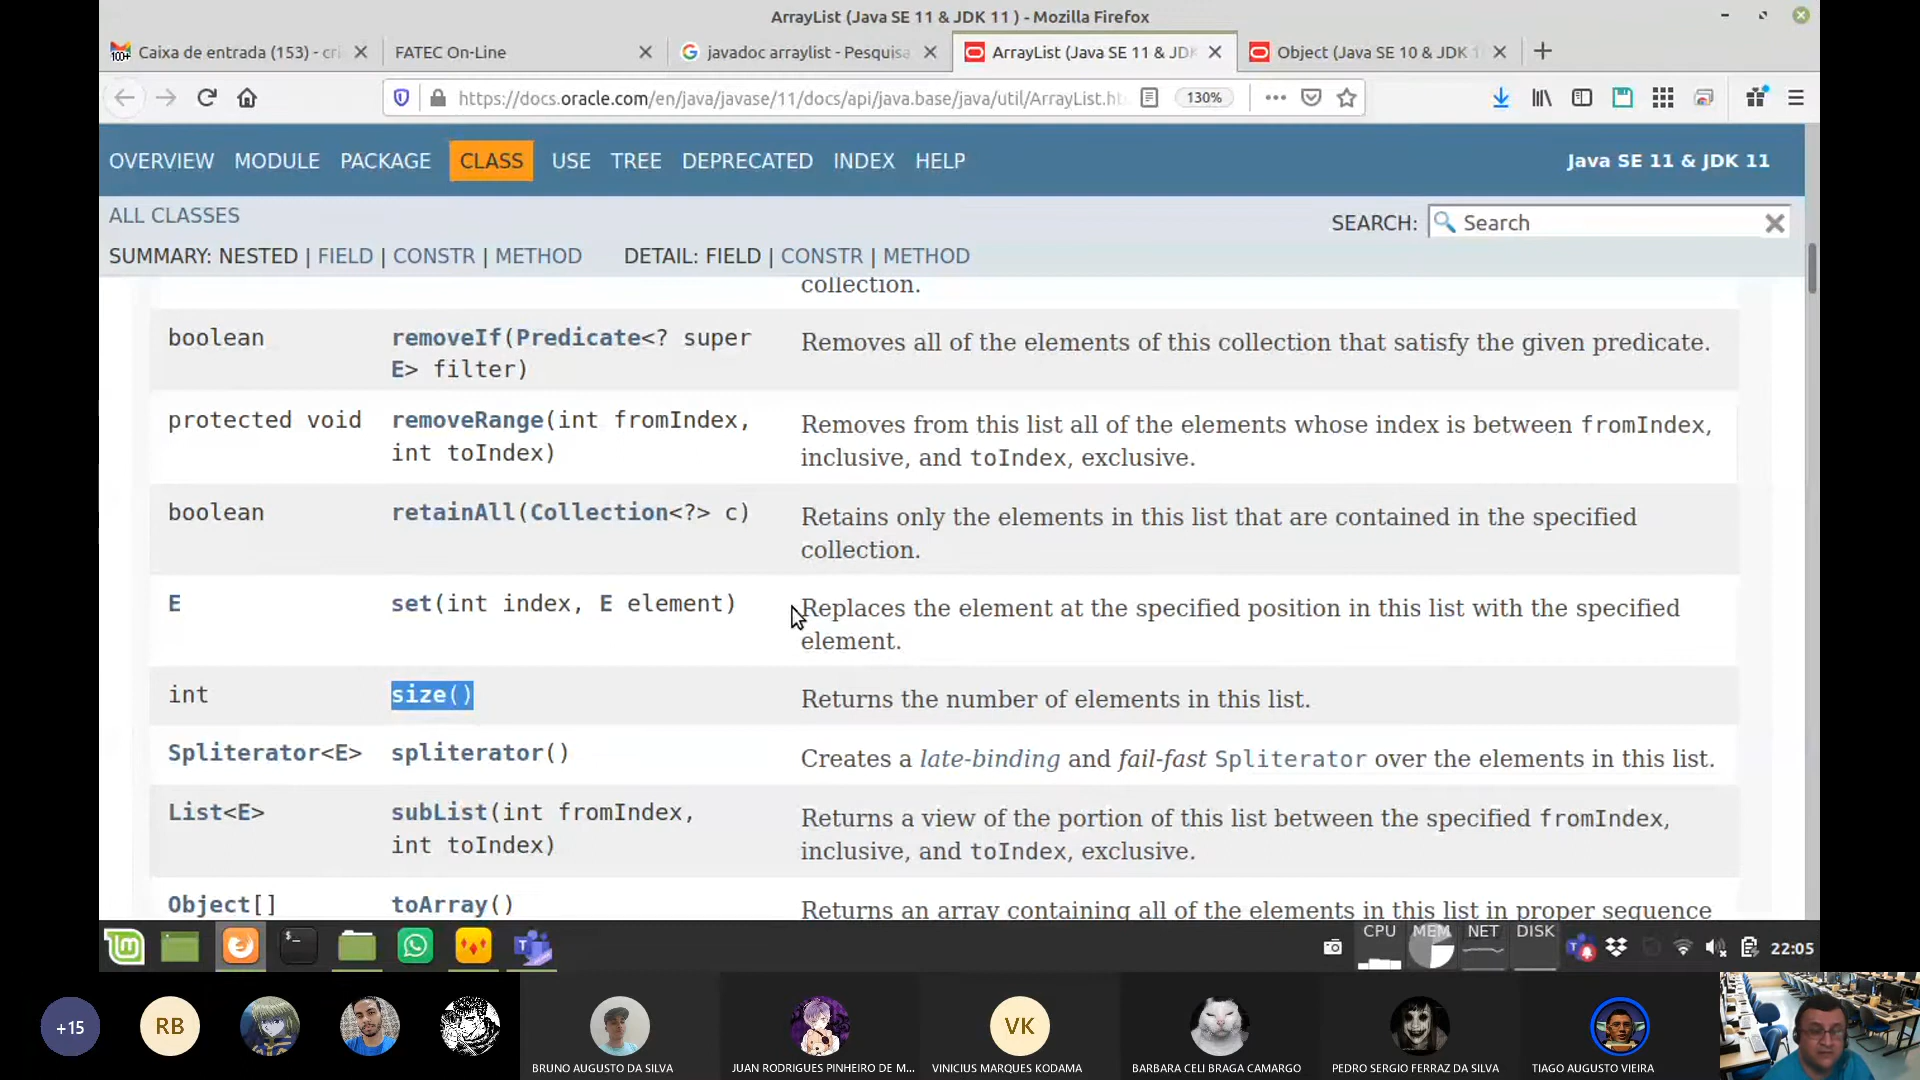 ArrayList (Java SE 11 & JDK 11 ) - Mozilla Firefox
Caixa de entrada (153) - cri
FATEC On-Line
javadoc arraylist - Pesquisa
ArrayList (Java SE 11 & JDK
Object (Java SE 10 & JDK 1
https://docs.oracle.com/en/java/javase/11/docs/api/java.base/java/util/ArrayList.ht
130%
OVERVIEW MODULE PACKAGE CLASS USE TREE DEPRECATED INDEX HELP
Java SE 11 & JDK 11
ALL CLASSES
SEARCH: Search
SUMMARY: NESTED | FIELD | CONSTR | METHOD DETAIL: FIELD | CONSTR | METHOD
collection.
boolean removeIf(Predicate<? super Removes all of the elements of this collection that satisfy the given predicate.
E> filter)
protected void removeRange(int fromIndex, Removes from this list all of the elements whose index is between fromIndex,
int toIndex) inclusive, and toIndex, exclusive.
boolean retainAll(Collection<?> c) Retains only the elements in this list that are contained in the specified
collection.
E set(int index, E element) Replaces the element at the specified position in this list with the specified
element.
int size() Returns the number of elements in this list.
Spliterator<E> spliterator() Creates a late-binding and fail-fast Spliterator over the elements in this list.
List<E> subList(int fromIndex, Returns a view of the portion of this list between the specified fromIndex,
int toIndex) inclusive, and toIndex, exclusive.
Object[] toArray() Returns an array containing all of the elements in this list in proper sequence
CPU MEM NET DISK
22:05
+15
RB
VK
BRUNO AUGUSTO DA SILVA
JUAN RODRIGUES PINHEIRO DE M...
VINICIUS MARQUES KODAMA
BARBARA CELI BRAGA CAMARGO
PEDRO SERGIO FERRAZ DA SILVA
TIAGO AUGUSTO VIEIRA